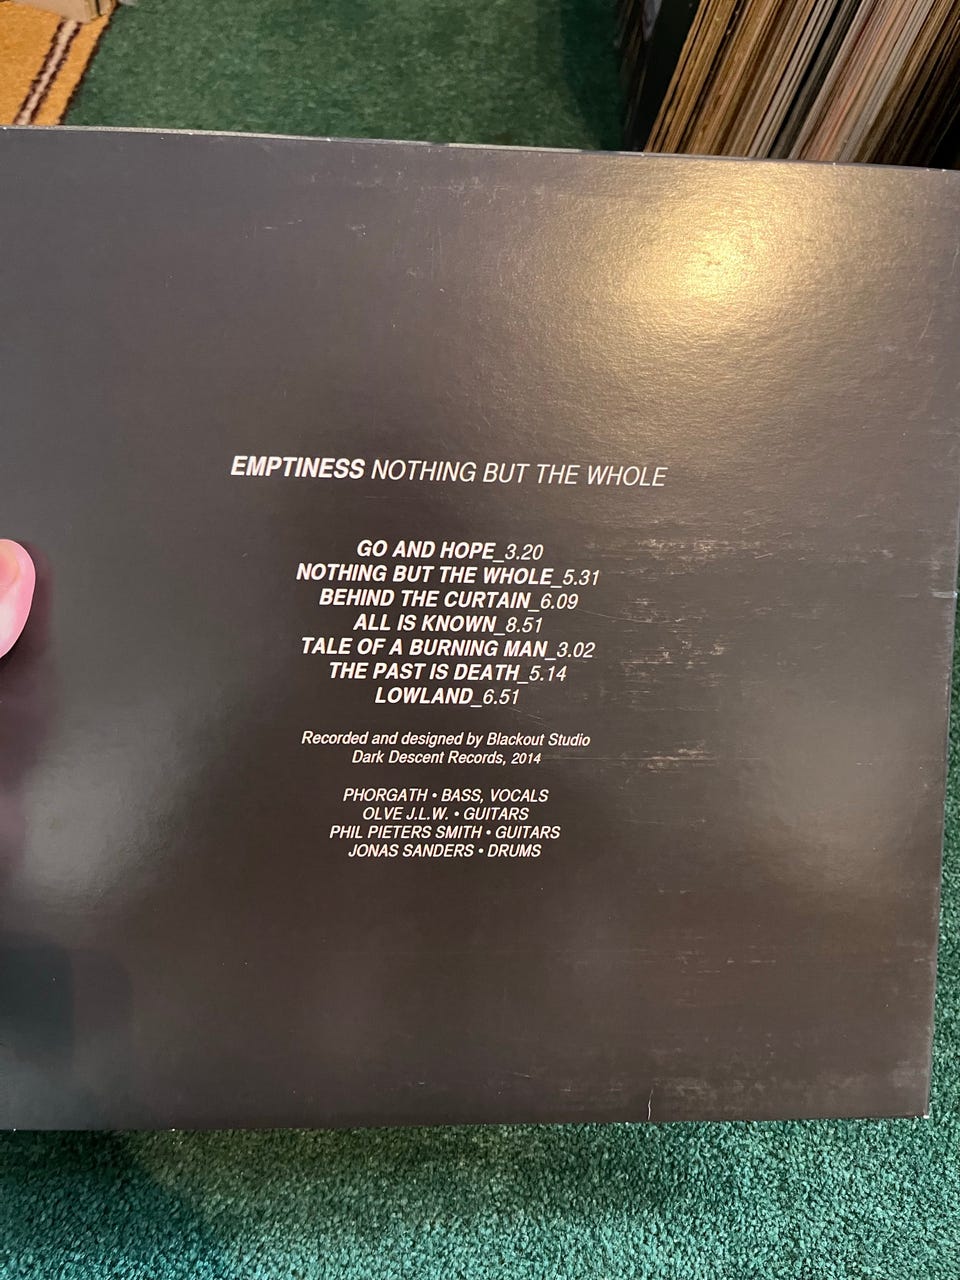 EMPTINESS NOTHING BUT THE WHOLE
GO AND HOPE_3.20
NOTHING BUT THE WHOLE_5.31
BEHIND THE CURTAIN_6.09
ALL IS KNOWN_8.51
TALE OF A BURNING MAN_3.02
THE PAST IS DEATH_5.14
LOWLAND_6.51
Recorded and designed by Blackout Studio
Dark Descent Records, 2014
PHORGATH • BASS, VOCALS
OLVE J.L.W. • GUITARS
PHIL PIETERS SMITH • GUITARS
JONAS SANDERS • DRUMS